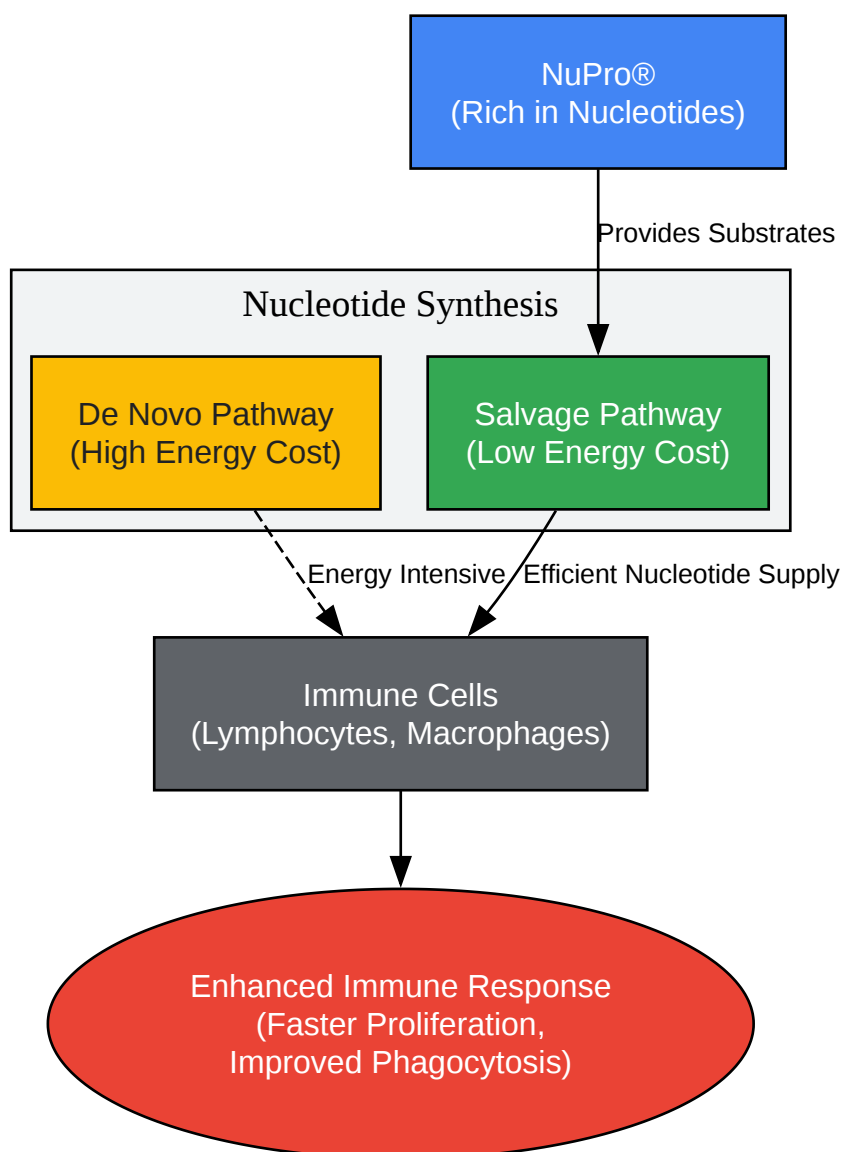 NuPro®
(Rich in Nucleotides)
Provides Substrates
Nucleotide Synthesis
De Novo Pathway
(High Energy Cost)
Salvage Pathway
(Low Energy Cost)
Energy Intensive
Efficient Nucleotide Supply
Immune Cells
(Lymphocytes, Macrophages)
Enhanced Immune Response
(Faster Proliferation,
Improved Phagocytosis)